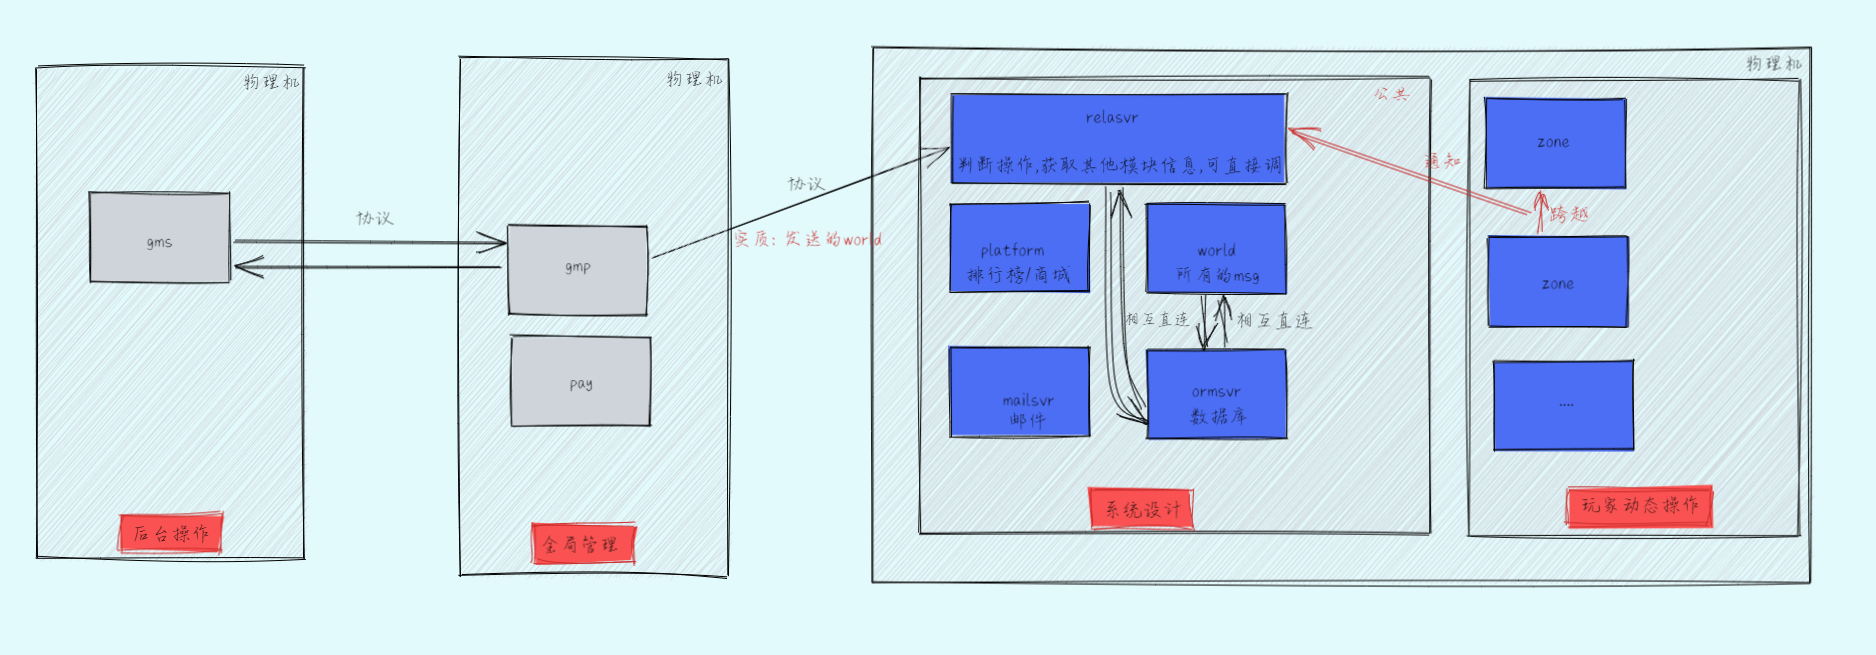 物理机
gms
后台操作
协议
物理机
gmp
pay
全局管理
协议
实质: 发送的world
物理机
公共
relasvr
判断操作,获取其他模块信息,可直接调
platform
排行榜/商城
world
所有的msg
相互直连
相互直连
mailsvr
邮件
ormsvr
数据库
系统设计
通知
zone
跨越
zone
....
玩家动态操作